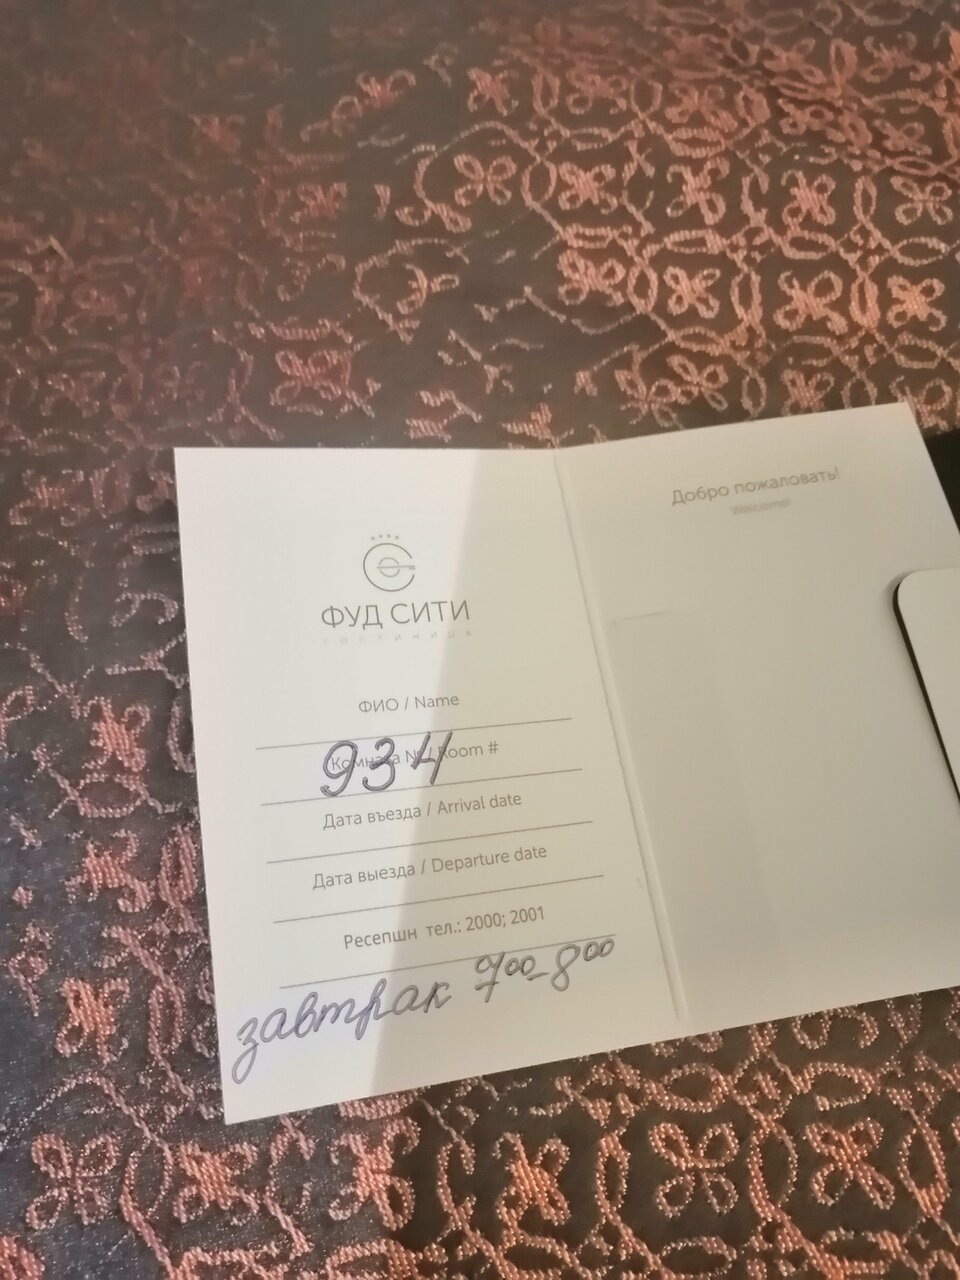 ФУД СИТИ
ГОСТИНИЦА
ФИО / Name
Комната № / Room #
934
Дата въезда / Arrival date
Дата выезда / Departure date
Ресепшн тел.: 2000; 2001
завтрак 7⁰⁰-8⁰⁰
Добро пожаловать!
Welcome!